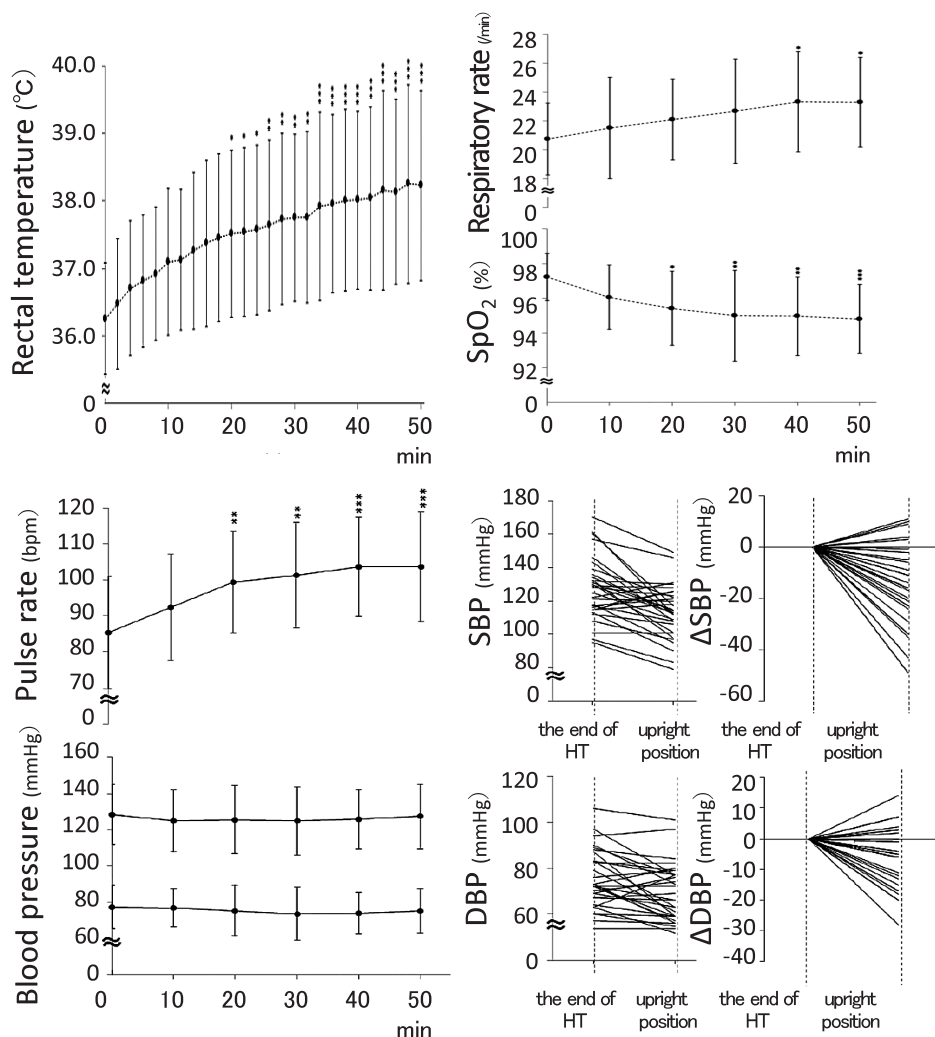 Rectal temperature (℃)
40.0
39.0
38.0
37.0
36.0
0
0 10 20 30 40 50
min
Respiratory rate (/min)
28
26
24
22
20
18
0
SpO2 (%)
100
98
96
94
92
0
0 10 20 30 40 50
min
Pulse rate (bpm)
120
110
100
90
80
70
0
** ** *** ***
Blood pressure (mmHg)
160
140
120
100
80
60
0
0 10 20 30 40 50
min
SBP (mmHg)
180
160
140
120
100
80
0
the end of HT
upright position
ΔSBP (mmHg)
20
0
-20
-40
-60
the end of HT
upright position
DBP (mmHg)
120
100
80
60
0
the end of HT
upright position
ΔDBP (mmHg)
20
10
0
-10
-20
-30
-40
the end of HT
upright position